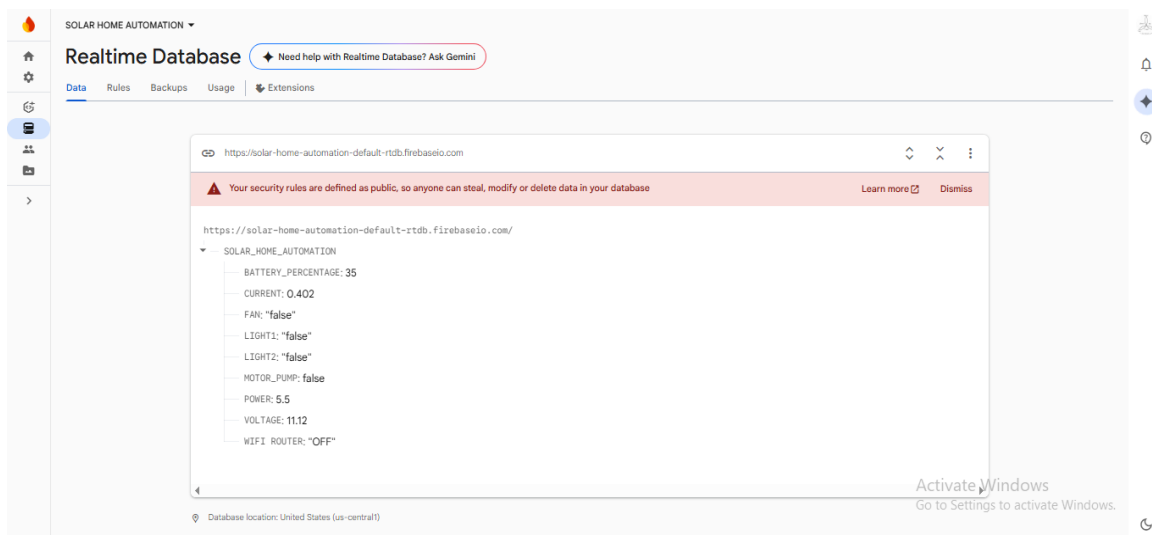 SOLAR HOME AUTOMATION
Realtime Database
Need help with Realtime Database? Ask Gemini
Data Rules Backups Usage Extensions
https://solar-home-automation-default-rtdb.firebaseio.com
Your security rules are defined as public, so anyone can steal, modify or delete data in your database Learn more Dismiss
https://solar-home-automation-default-rtdb.firebaseio.com/
SOLAR_HOME_AUTOMATION
BATTERY_PERCENTAGE: 35
CURRENT: 0.402
FAN: "false"
LIGHT1: "false"
LIGHT2: "false"
MOTOR_PUMP: false
POWER: 5.5
VOLTAGE: 11.12
WIFI ROUTER: "OFF"
Activate Windows
Go to Settings to activate Windows.
Database location: United States (us-central1)